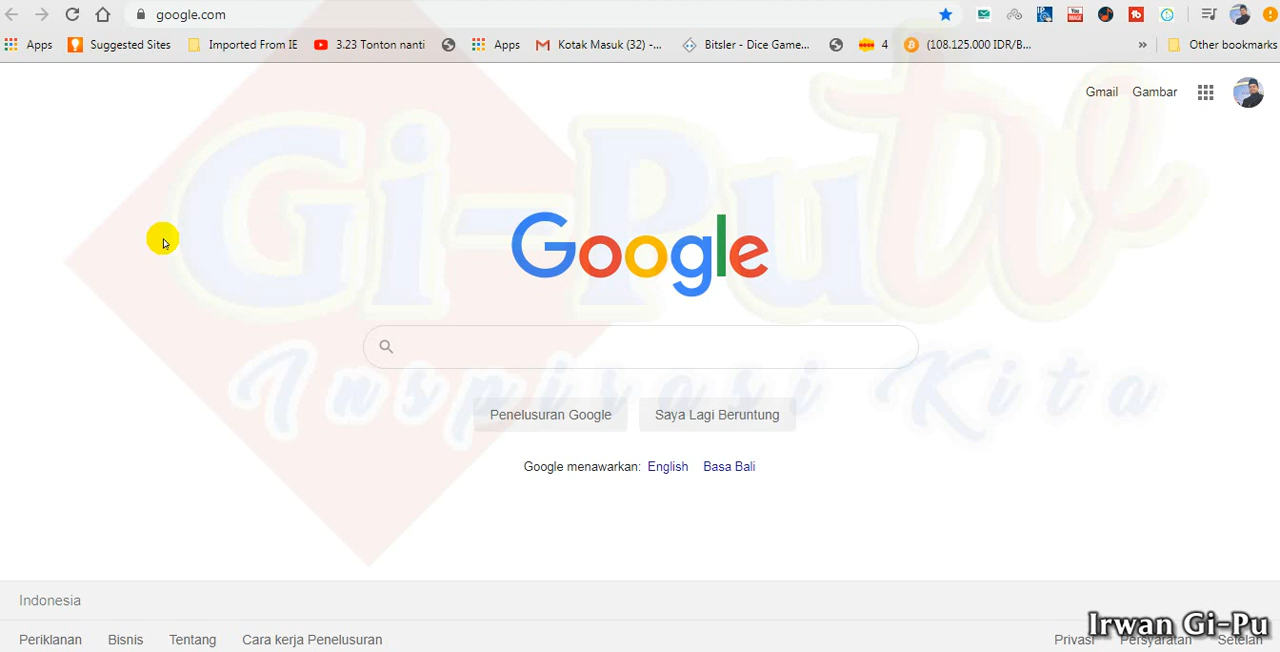 google.com
Apps Suggested Sites Imported From IE 3.23 Tonton nanti Apps Kotak Masuk (32) -... Bitsler - Dice Game... 4 (108.125.000 IDR/B... » Other bookmarks
Gmail Gambar
Gi-Pu tv
Google
Inspirasi Kita
Penelusuran Google Saya Lagi Beruntung
Google menawarkan: English Basa Bali
Indonesia
Irwan Gi-Pu
Periklanan Bisnis Tentang Cara kerja Penelusuran Privasi Persyaratan Setelan